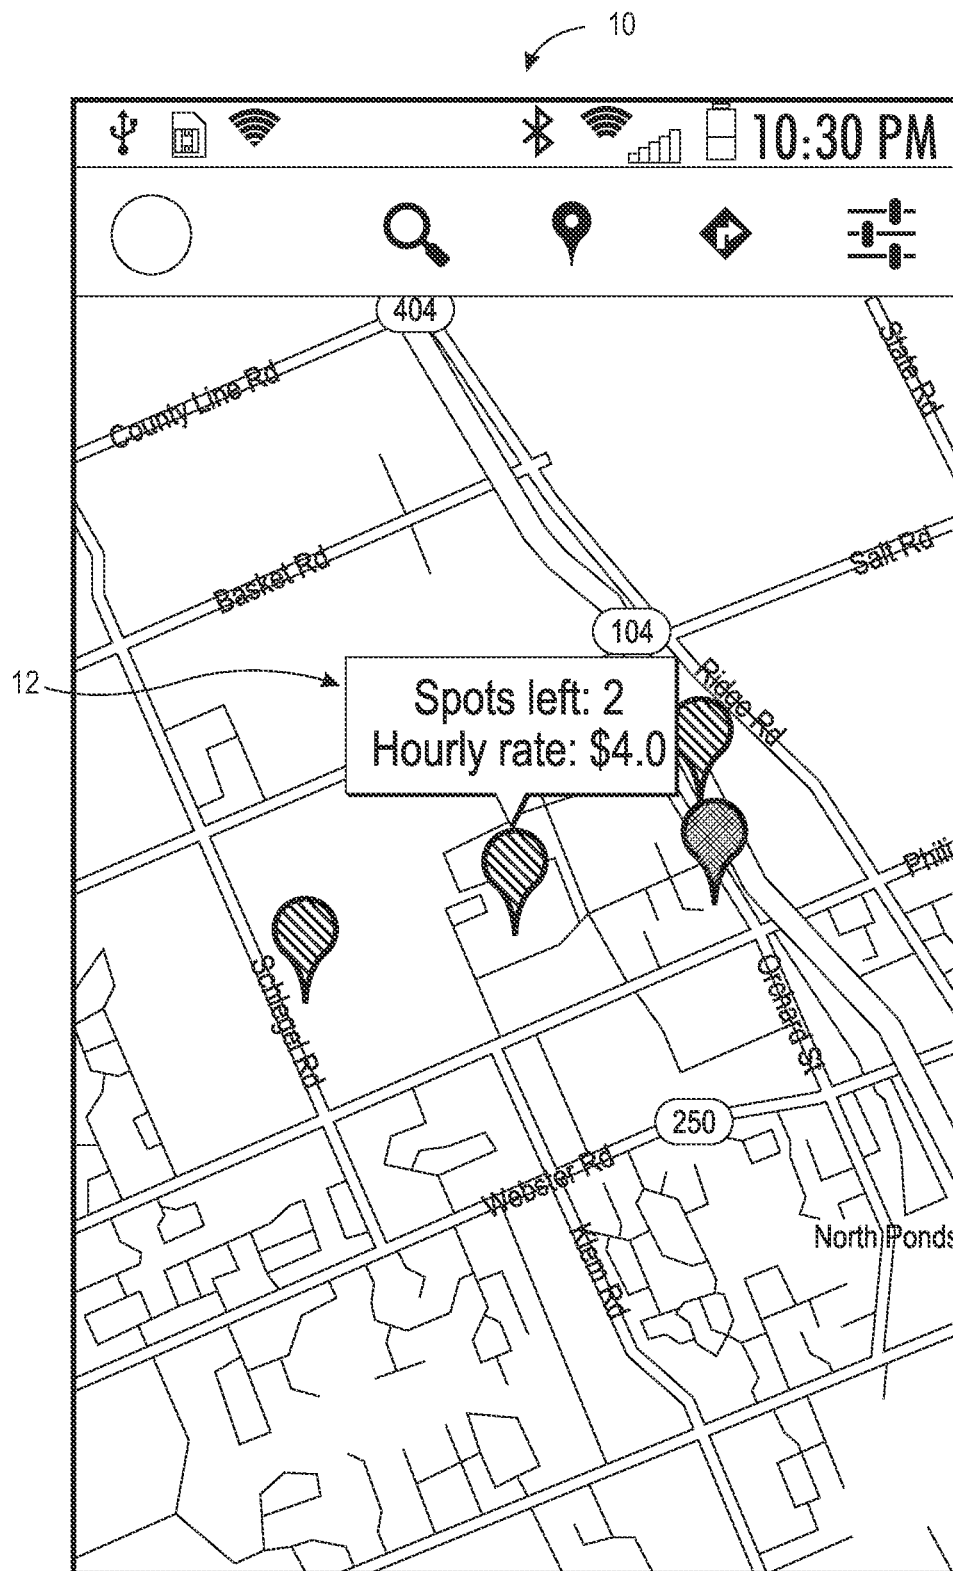 10
10:30 PM
404
County Line Rd
State Rd
Basket Rd
Salt Rd
104
12
Spots left: 2
Hourly rate: $4.0
Ridge Rd
Schlegel Rd
Orchard St
250
Webster Rd
Klem Rd
North Ponds